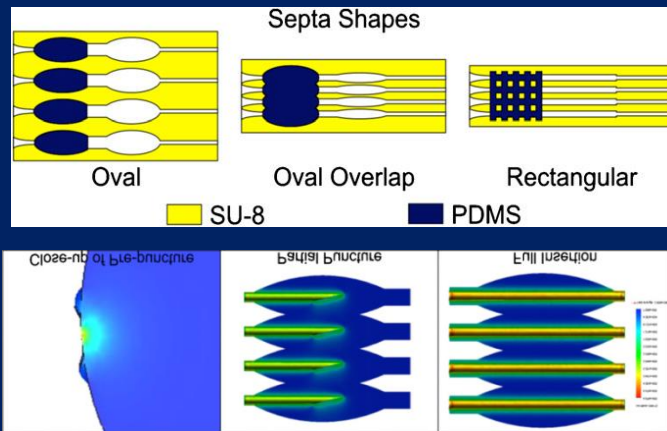 Septa Shapes
Oval
Oval Overlap
Rectangular
SU-8
PDMS
Close-up of Pre-puncture
Partial Puncture
Full Insertion